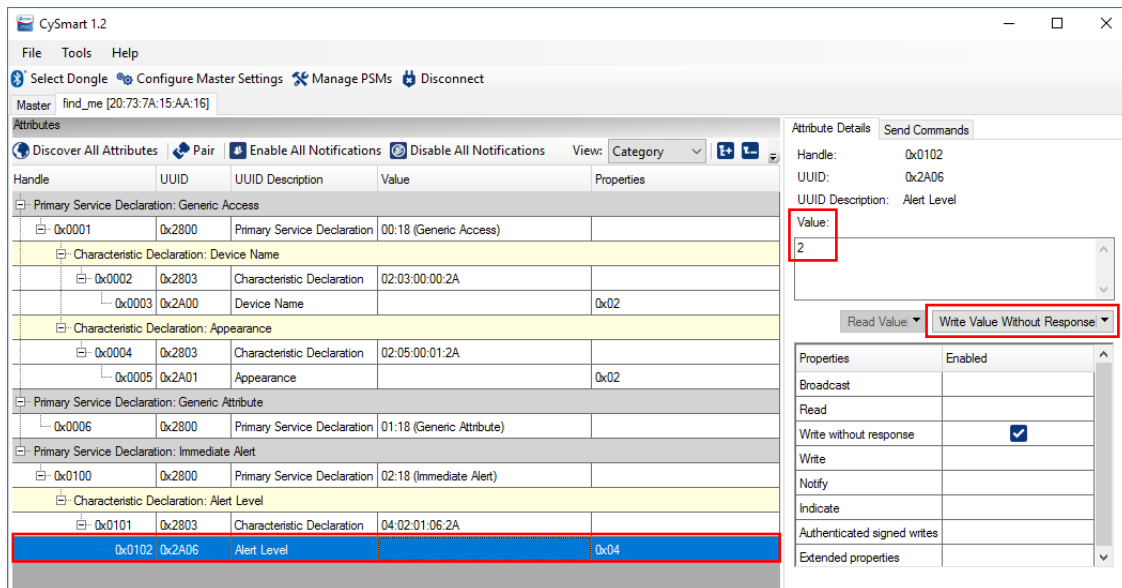 CySmart 1.2
File Tools Help
Select Dongle Configure Master Settings Manage PSMs Disconnect
Master find_me [20:73:7A:15:AA:16]
Attributes
Discover All Attributes Pair Enable All Notifications Disable All Notifications View: Category
Handle UUID UUID Description Value Properties
Primary Service Declaration: Generic Access
0x0001 0x2800 Primary Service Declaration 00:18 (Generic Access)
Characteristic Declaration: Device Name
0x0002 0x2803 Characteristic Declaration 02:03:00:00:2A
0x0003 0x2A00 Device Name 0x02
Characteristic Declaration: Appearance
0x0004 0x2803 Characteristic Declaration 02:05:00:01:2A
0x0005 0x2A01 Appearance 0x02
Primary Service Declaration: Generic Attribute
0x0006 0x2800 Primary Service Declaration 01:18 (Generic Attribute)
Primary Service Declaration: Immediate Alert
0x0100 0x2800 Primary Service Declaration 02:18 (Immediate Alert)
Characteristic Declaration: Alert Level
0x0101 0x2803 Characteristic Declaration 04:02:01:06:2A
0x0102 0x2A06 Alert Level 0x04
Attribute Details Send Commands
Handle: 0x0102
UUID: 0x2A06
UUID Description: Alert Level
Value:
2
Read Value Write Value Without Response
Properties Enabled
Broadcast
Read
Write without response
Write
Notify
Indicate
Authenticated signed writes
Extended properties